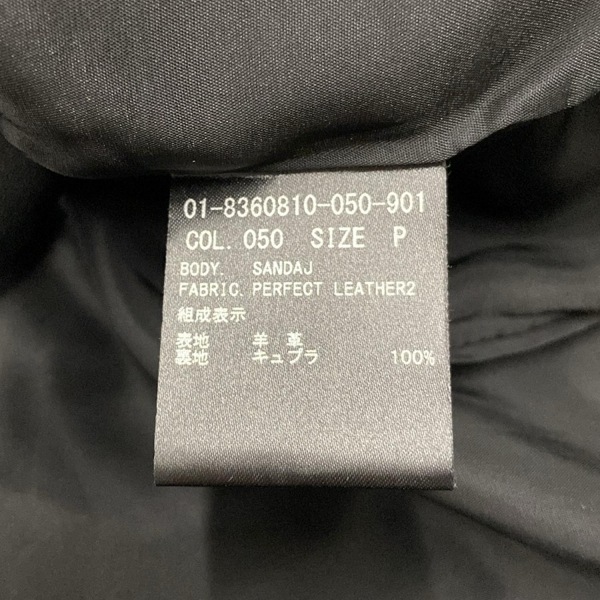 01-8360810-050-901
COL. 050 SIZE P
BODY. SANDAJ
FABRIC. PERFECT LEATHER2
組成表示
表地 羊 革
裏地 キュプラ 100%